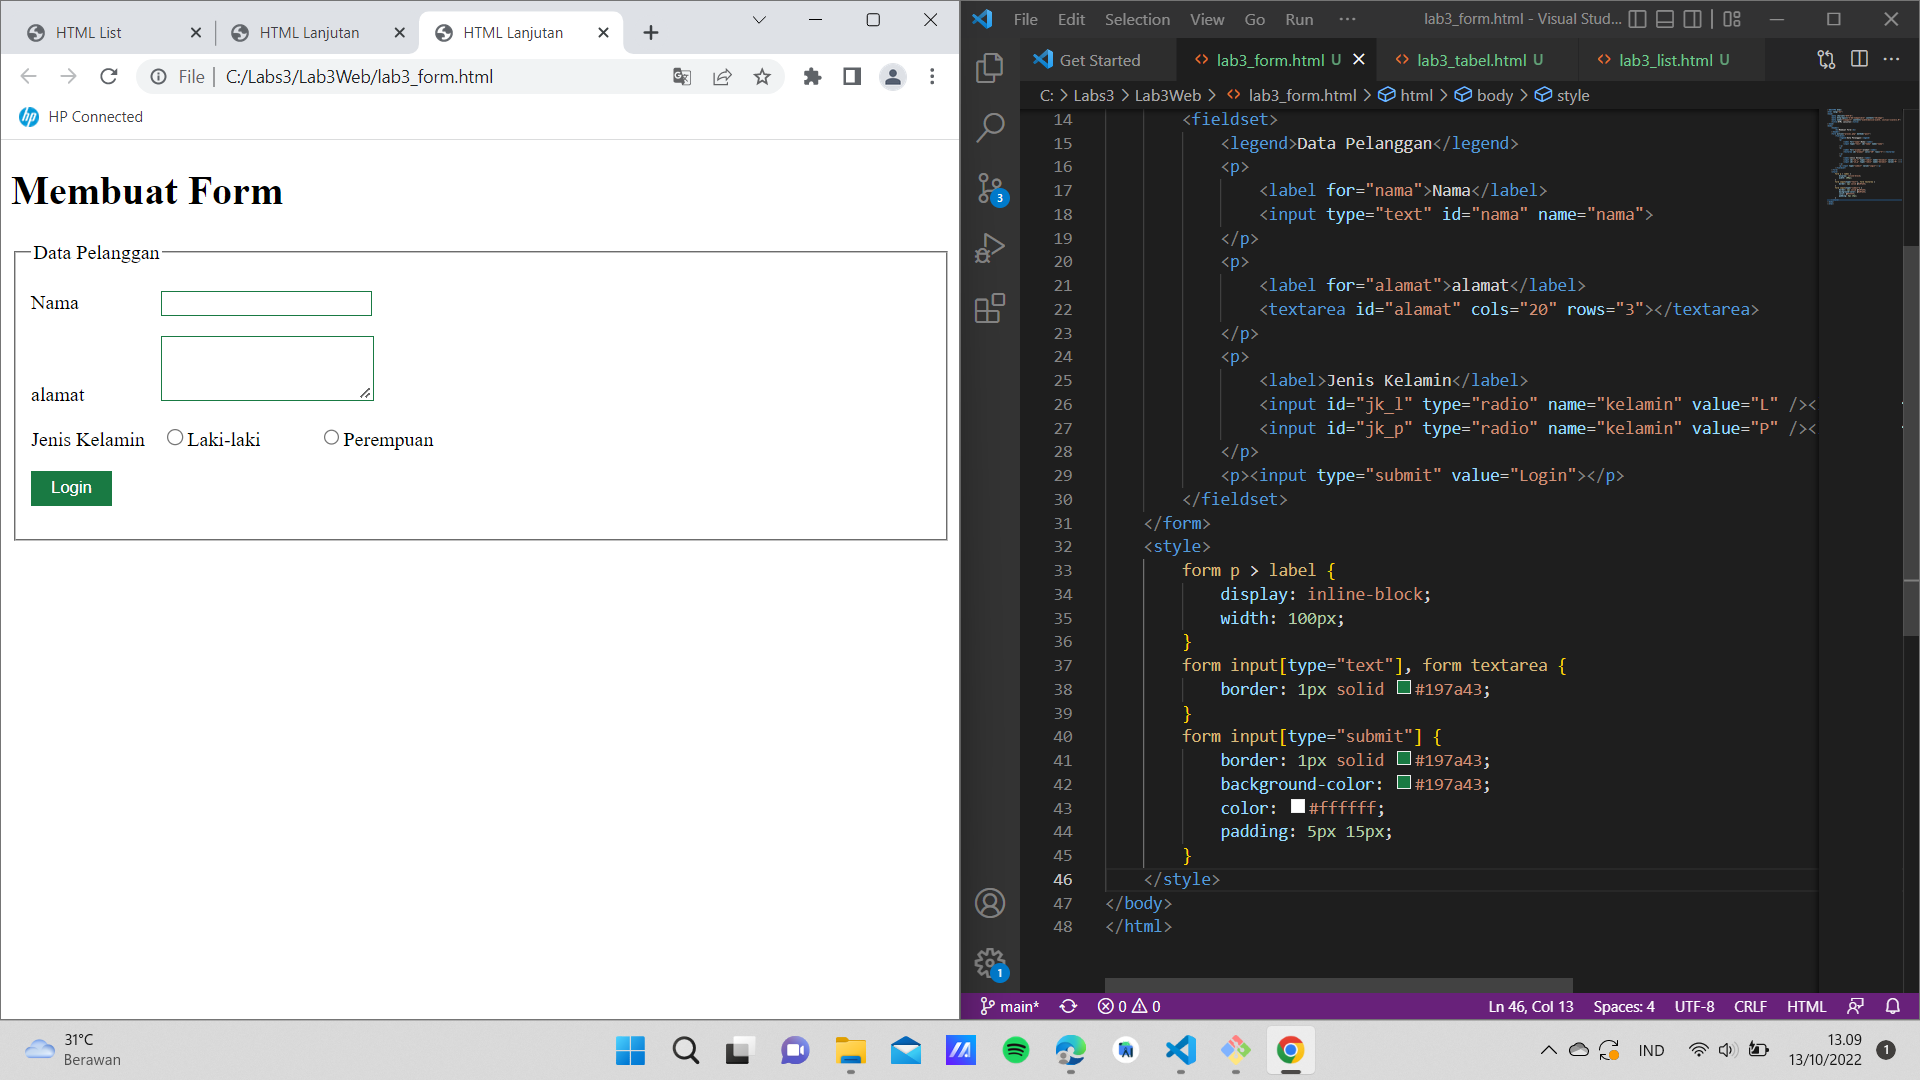 HTML List
HTML Lanjutan
HTML Lanjutan
File
C:/Labs3/Lab3Web/lab3_form.html
HP Connected
Membuat Form
Data Pelanggan
Nama
alamat
Jenis Kelamin
Laki-laki
Perempuan
Login
File Edit Selection View Go Run ···
lab3_form.html - Visual Stud...
Get Started
lab3_form.html U
lab3_tabel.html U
lab3_list.html U
C: > Labs3 > Lab3Web > lab3_form.html > html > body > style
3
1
14 <fieldset>
15 <legend>Data Pelanggan</legend>
16 <p>
17 <label for="nama">Nama</label>
18 <input type="text" id="nama" name="nama">
19 </p>
20 <p>
21 <label for="alamat">alamat</label>
22 <textarea id="alamat" cols="20" rows="3"></textarea>
23 </p>
24 <p>
25 <label>Jenis Kelamin</label>
26 <input id="jk_l" type="radio" name="kelamin" value="L" /><
27 <input id="jk_p" type="radio" name="kelamin" value="P" /><
28 </p>
29 <p><input type="submit" value="Login"></p>
30 </fieldset>
31 </form>
32 <style>
33 form p > label {
34 display: inline-block;
35 width: 100px;
36 }
37 form input[type="text"], form textarea {
38 border: 1px solid #197a43;
39 }
40 form input[type="submit"] {
41 border: 1px solid #197a43;
42 background-color: #197a43;
43 color: #ffffff;
44 padding: 5px 15px;
45 }
46 </style>
47 </body>
48 </html>
main* 0 0
Ln 46, Col 13 Spaces: 4 UTF-8 CRLF HTML
31°C
Berawan
IND
13.09
13/10/2022
1